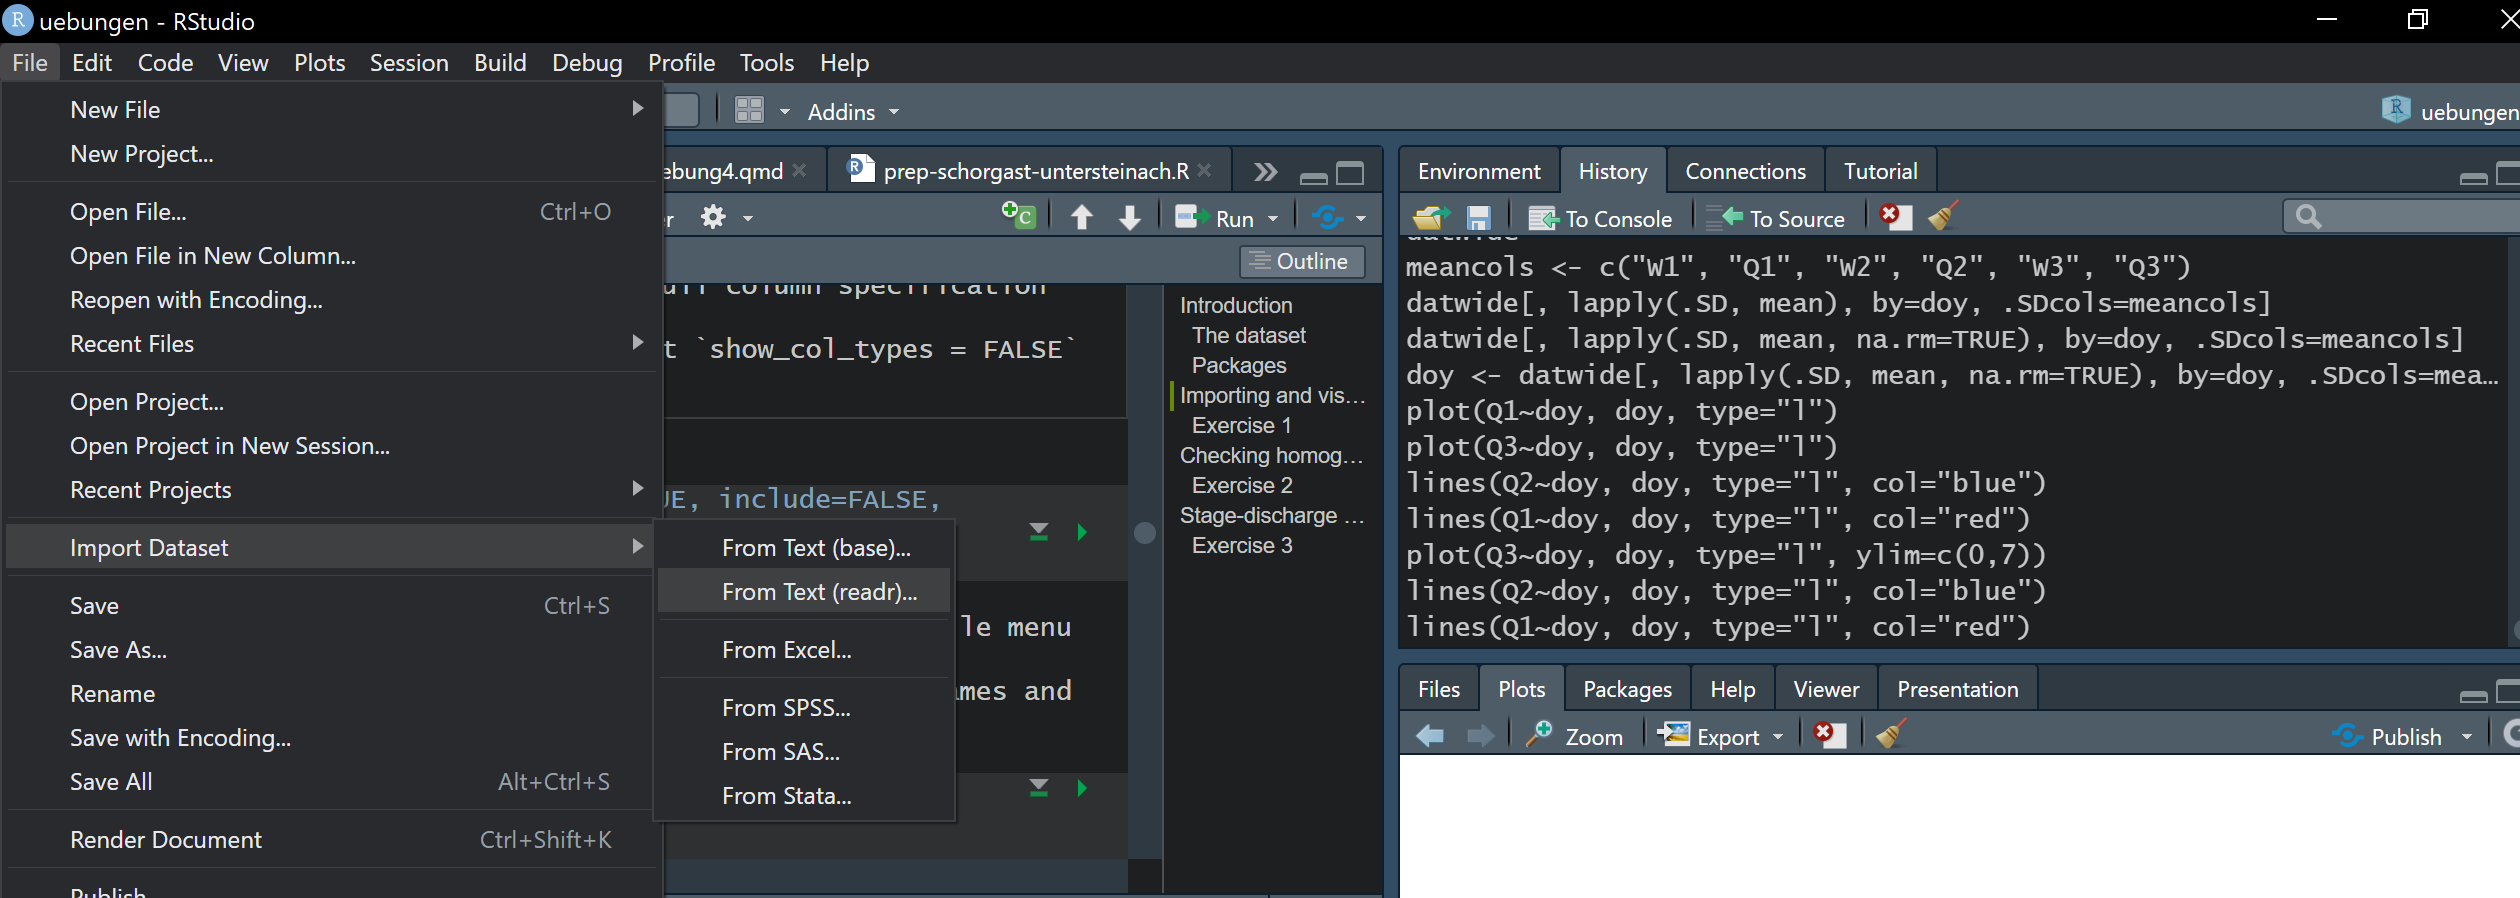 uebungen - RStudio
File Edit Code View Plots Session Build Debug Profile Tools Help
New File
New Project...
Open File... Ctrl+O
Open File in New Column...
Reopen with Encoding...
Recent Files
Open Project...
Open Project in New Session...
Recent Projects
Import Dataset
Save Ctrl+S
Save As...
Rename
Save with Encoding...
Save All Alt+Ctrl+S
Render Document Ctrl+Shift+K
Publish
From Text (base)...
From Text (readr)...
From Excel...
From SPSS...
From SAS...
From Stata...
Addins
uebungen
ebung4.qmd prep-schorgast-untersteinach.R
Run
Outline
column specification
t `show_col_types = FALSE`
UE, include=FALSE,
le menu
mes and
Introduction
The dataset
Packages
Importing and vis...
Exercise 1
Checking homog...
Exercise 2
Stage-discharge ...
Exercise 3
Environment History Connections Tutorial
To Console To Source
datwide
meancols <- c("W1", "Q1", "W2", "Q2", "W3", "Q3")
datwide[, lapply(.SD, mean), by=doy, .SDcols=meancols]
datwide[, lapply(.SD, mean, na.rm=TRUE), by=doy, .SDcols=meancols]
doy <- datwide[, lapply(.SD, mean, na.rm=TRUE), by=doy, .SDcols=mea...
plot(Q1~doy, doy, type="l")
plot(Q3~doy, doy, type="l")
lines(Q2~doy, doy, type="l", col="blue")
lines(Q1~doy, doy, type="l", col="red")
plot(Q3~doy, doy, type="l", ylim=c(0,7))
lines(Q2~doy, doy, type="l", col="blue")
lines(Q1~doy, doy, type="l", col="red")
Files Plots Packages Help Viewer Presentation
Zoom Export Publish